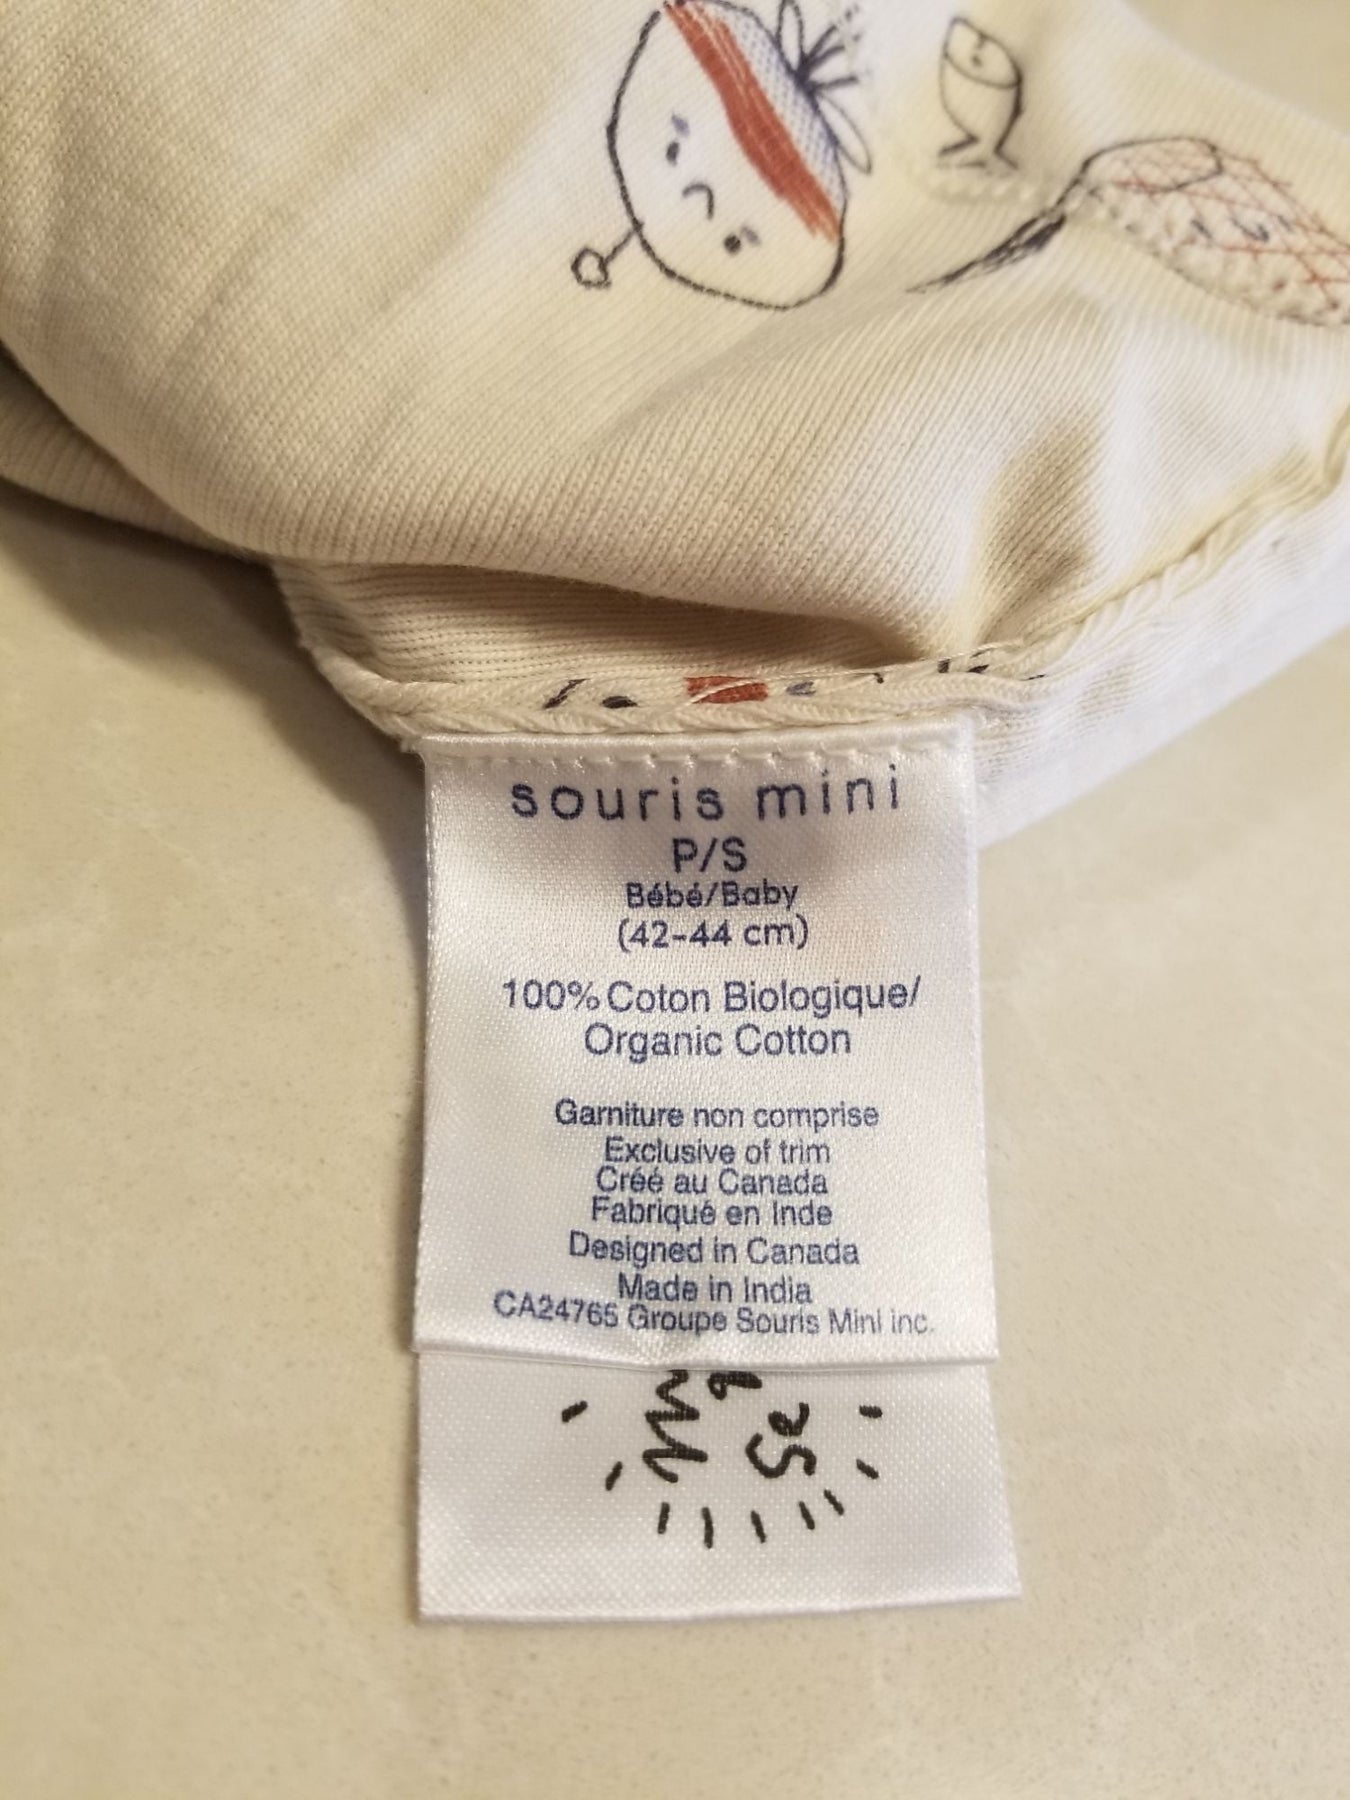 souris mini
P/S
Bébé/Baby
(42-44 cm)
100% Coton Biologique/
Organic Cotton
Garniture non comprise
Exclusive of trim
Créé au Canada
Fabriqué en Inde
Designed in Canada
Made in India
CA24765 Groupe Souris Mini inc.